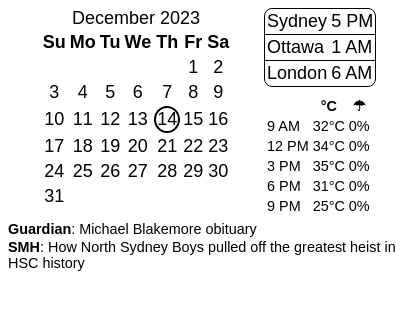 December 2023
Su Mo Tu We Th Fr Sa
1 2
3 4 5 6 7 8 9
10 11 12 13 14 15 16
17 18 19 20 21 22 23
24 25 26 27 28 29 30
31
Sydney 5 PM
Ottawa 1 AM
London 6 AM
°C ☂
9 AM 32°C 0%
12 PM 34°C 0%
3 PM 35°C 0%
6 PM 31°C 0%
9 PM 25°C 0%
Guardian: Michael Blakemore obituary
SMH: How North Sydney Boys pulled off the greatest heist in
HSC history